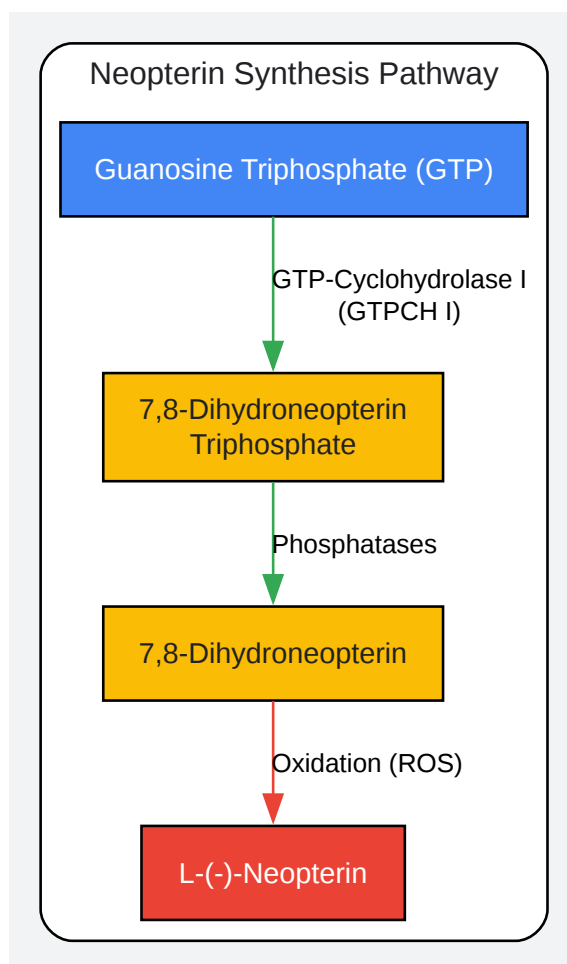 Neopterin Synthesis Pathway
Guanosine Triphosphate (GTP)
GTP-Cyclohydrolase I
(GTPCH I)
7,8-Dihydroneopterin
Triphosphate
Phosphatases
7,8-Dihydroneopterin
Oxidation (ROS)
L-(-)-Neopterin